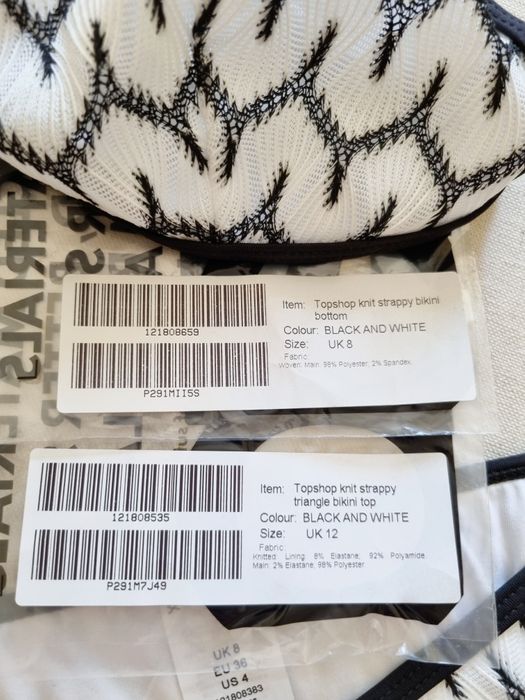 121808659
P291MII5S
Item: Topshop knit strappy bikini
bottom
Colour: BLACK AND WHITE
Size: UK 8
Fabric:
Woven: Main: 98% Polyester; 2% Spandex.
121808535
P291M7J49
Item: Topshop knit strappy
triangle bikini top
Colour: BLACK AND WHITE
Size: UK 12
Fabric:
Knitted: Lining: 8% Elastane; 92% Polyamide.
Main: 2% Elastane; 98% Polyester
UK 8
EU 36
US 4